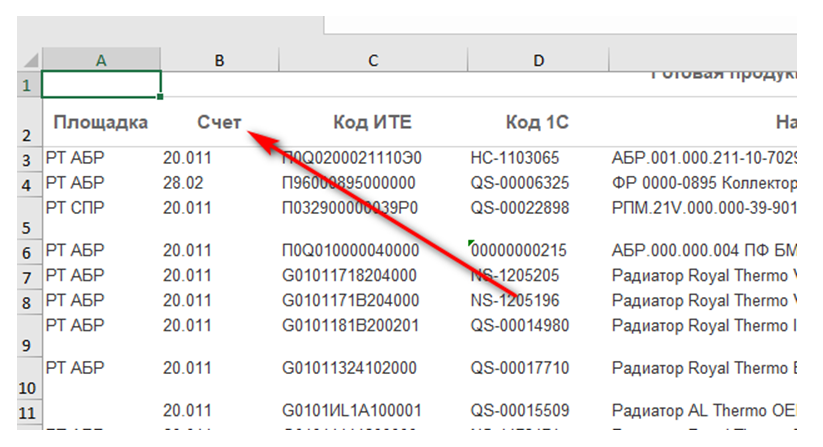 A B C D
1 Готовая продук
2 Площадка Счет Код ИТЕ Код 1С На
3 РТ АБР 20.011 П0Q0200021110Э0 НС-1103065 АБР.001.000.211-10-7029
4 РТ АБР 28.02 П96000895000000 QS-00006325 ФР 0000-0895 Коллектор
5 РТ СПР 20.011 П032900000039Р0 QS-00022898 РПМ.21V.000.000-39-901
6 РТ АБР 20.011 П0Q010000040000 00000000215 АБР.000.000.004 ПФ БМ
7 РТ АБР 20.011 G01011718204000 NS-1205205 Радиатор Royal Thermo
8 РТ АБР 20.011 G0101171B204000 NS-1205196 Радиатор Royal Thermo
9 РТ АБР 20.011 G0101181B200201 QS-00014980 Радиатор Royal Thermo
10 РТ АБР 20.011 G01011324102000 QS-00017710 Радиатор Royal Thermo
11 20.011 G0101ИL1A100001 QS-00015509 Радиатор AL Thermo OE